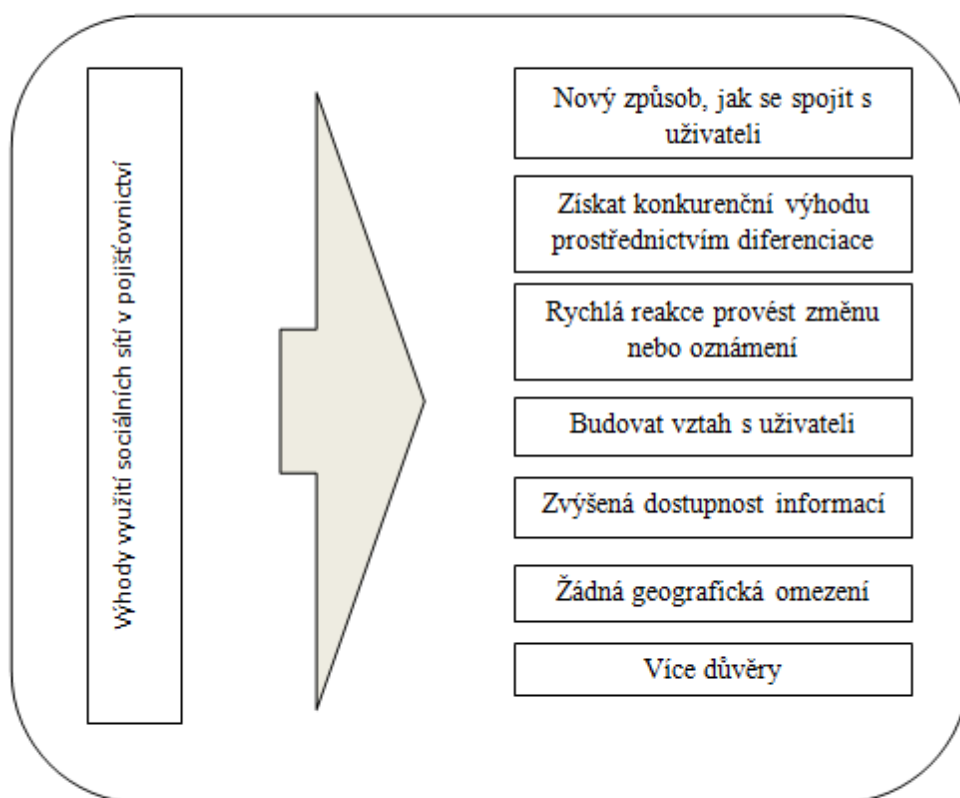 Výhody využití sociálních sítí v pojišťovnictví
Nový způsob, jak se spojit s
uživateli
Získat konkurenční výhodu
prostřednictvím diferenciace
Rychlá reakce provést změnu
nebo oznámení
Budovat vztah s uživateli
Zvýšená dostupnost informací
Žádná geografická omezení
Více důvěry